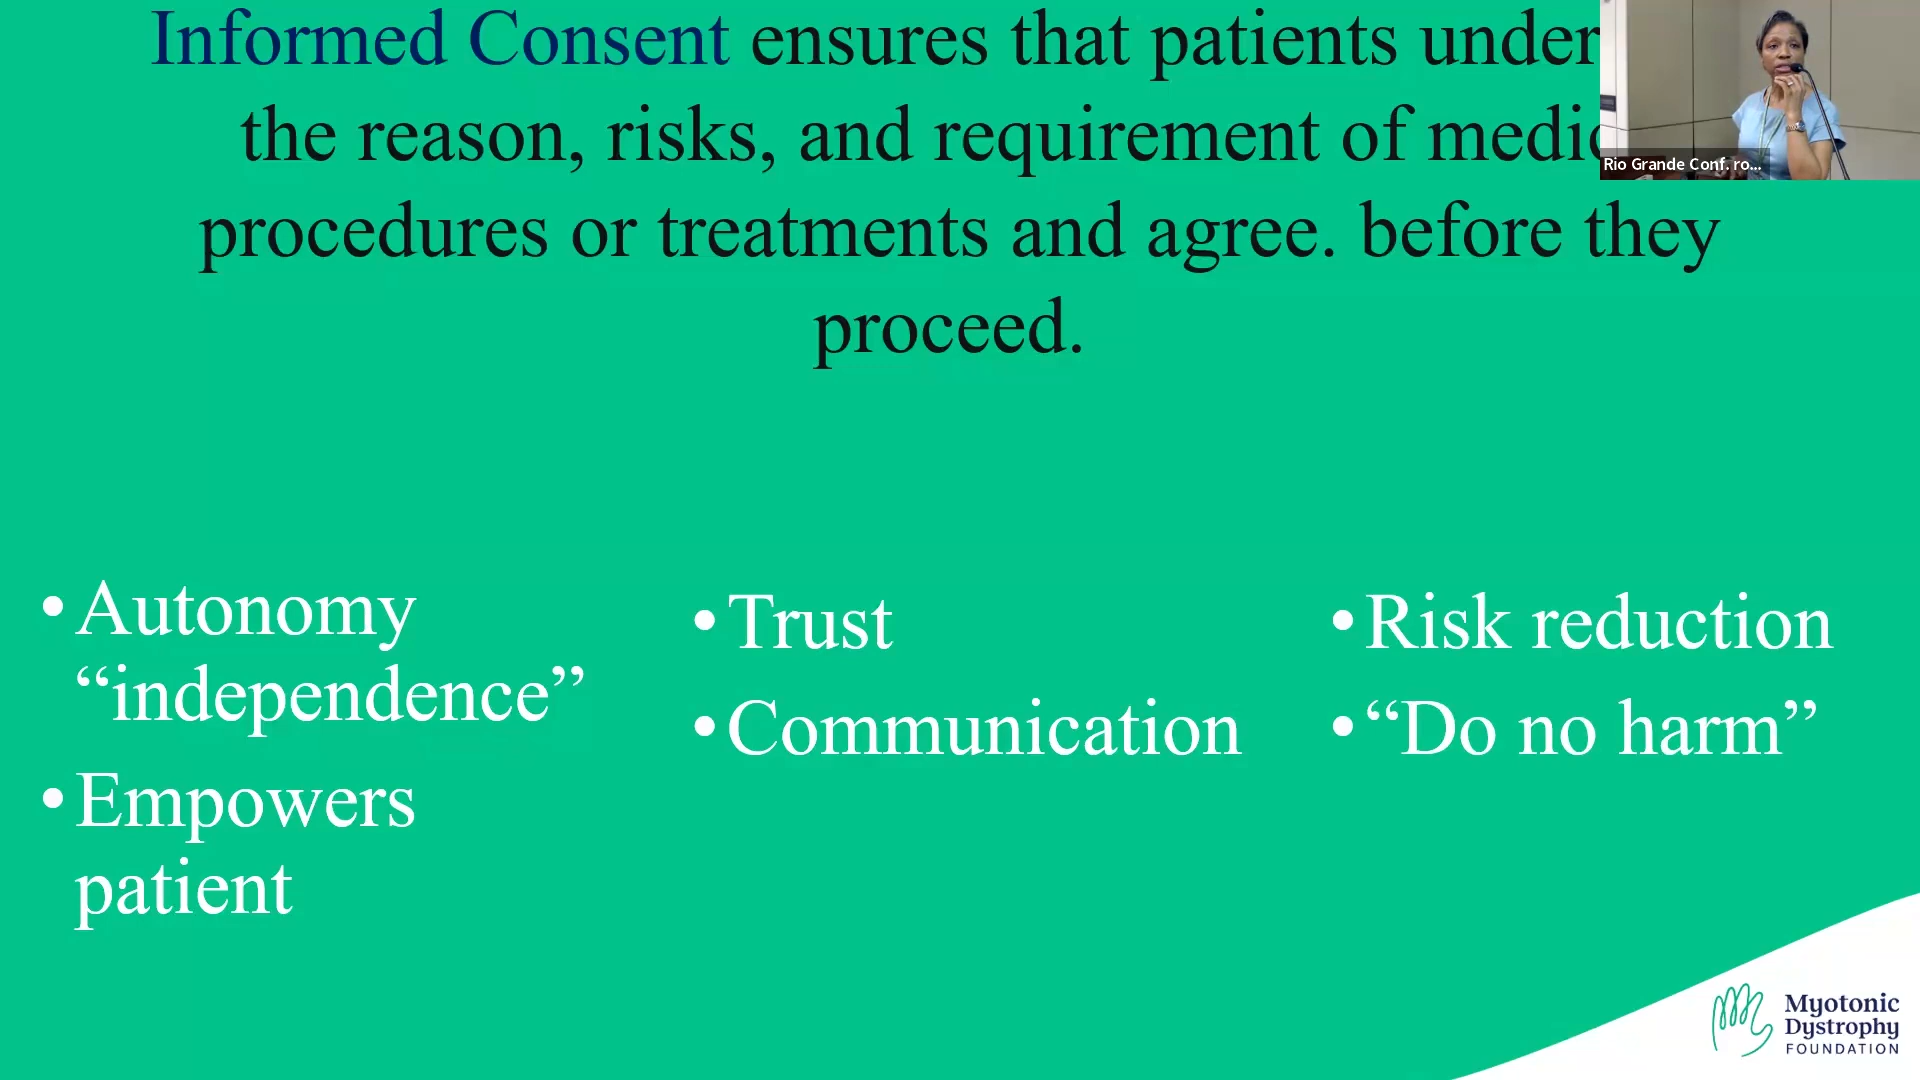 Informed Consent ensures that patients under
the reason, risks, and requirement of medic
procedures or treatments and agree. before they
proceed.
Rio Grande Conf. ro...
• Autonomy
“independence”
• Empowers
patient
• Trust
• Communication
• Risk reduction
• “Do no harm”
Myotonic
Dystrophy
FOUNDATION